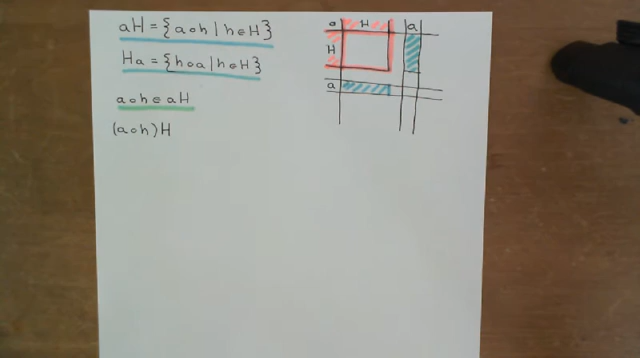 aH = {a∘h | h∈H}
Ha = {h∘a | h∈H}
a∘h ∈ aH
(a∘h)H
∘ H a
H
a